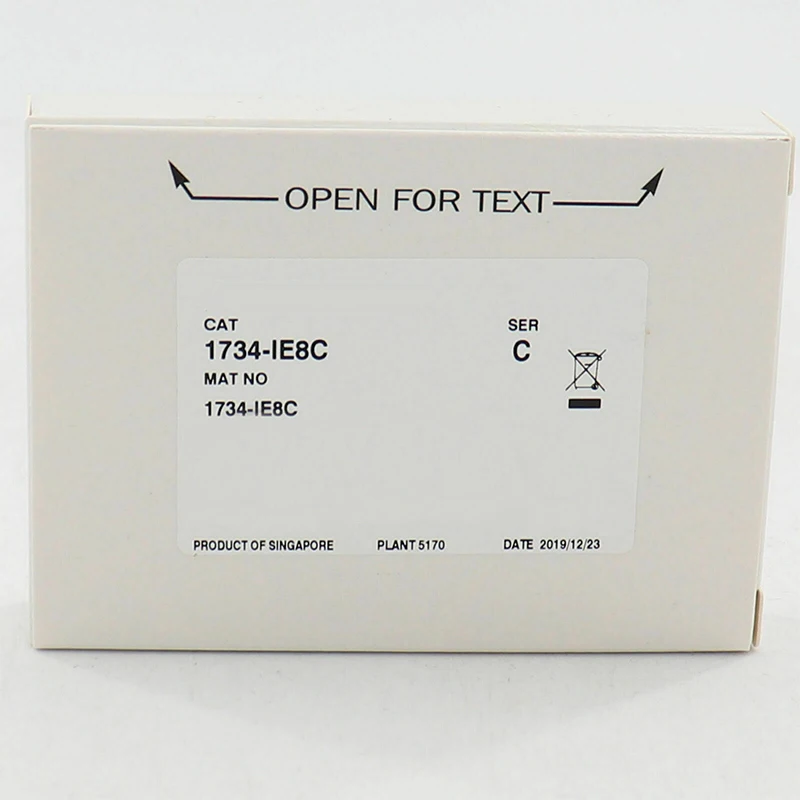 OPEN FOR TEXT
CAT SER
1734-IE8C C
MAT NO
1734-IE8C
PRODUCT OF SINGAPORE PLANT 5170 DATE 2019/12/23